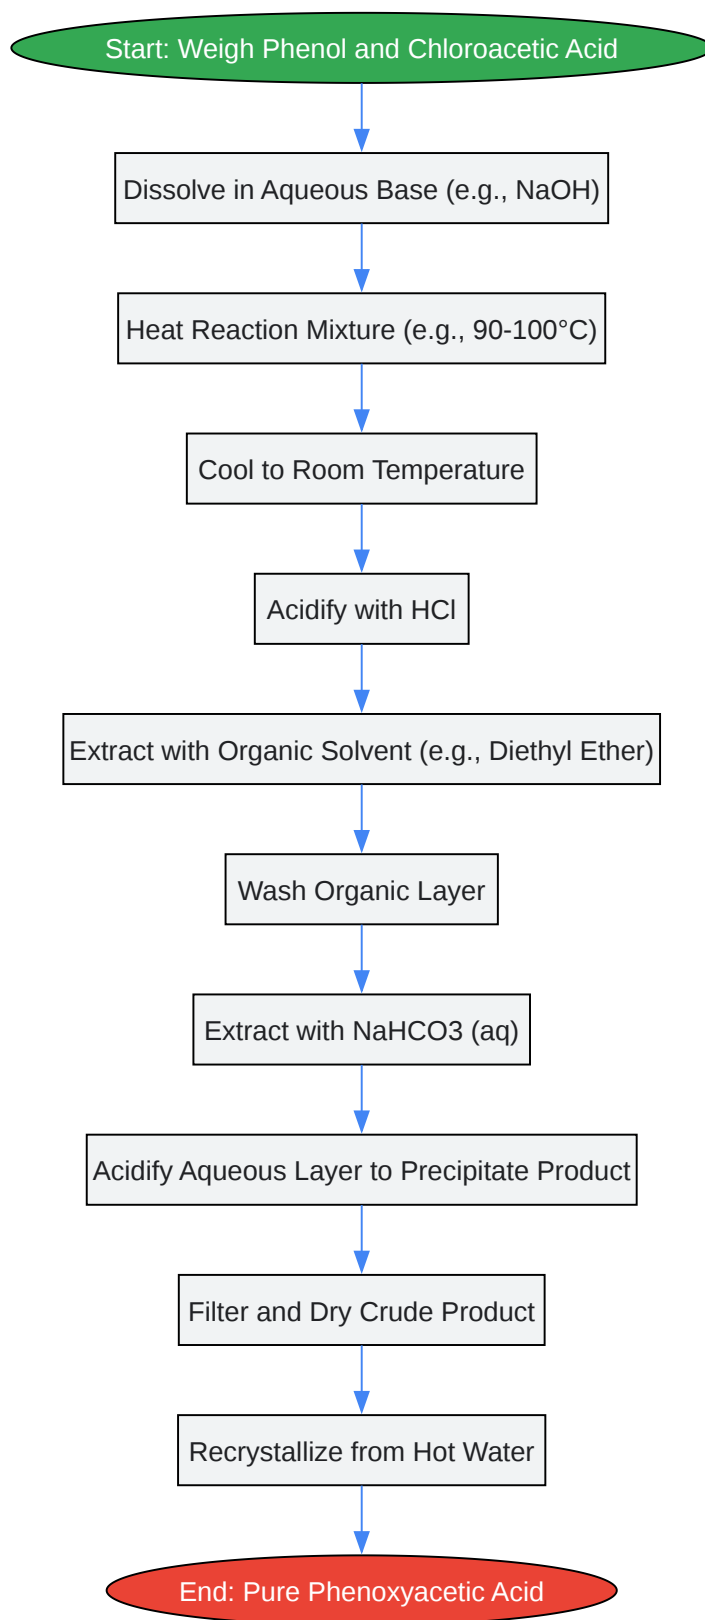 Start: Weigh Phenol and Chloroacetic Acid
Dissolve in Aqueous Base (e.g., NaOH)
Heat Reaction Mixture (e.g., 90-100°C)
Cool to Room Temperature
Acidify with HCl
Extract with Organic Solvent (e.g., Diethyl Ether)
Wash Organic Layer
Extract with NaHCO3 (aq)
Acidify Aqueous Layer to Precipitate Product
Filter and Dry Crude Product
Recrystallize from Hot Water
End: Pure Phenoxyacetic Acid